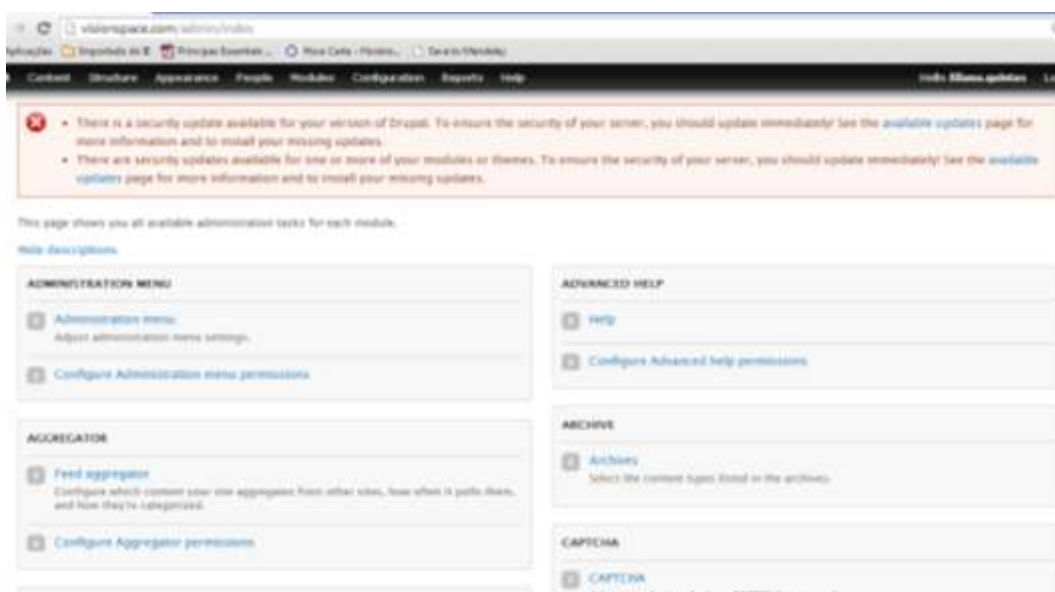 visionspace.com/admin/index
Importado do IE
Content Structure Appearance People Modules Configuration Reports Help Hello liliana.quintas
There is a security update available for your version of Drupal. To ensure the security of your server, you should update immediately! See the available updates page for
more information and to install your missing updates.
There are security updates available for one or more of your modules or themes. To ensure the security of your server, you should update immediately! See the available
updates page for more information and to install your missing updates.
This page shows you all available administration tasks for each module.
Hide descriptions
ADMINISTRATION MENU
Administration menu
Adjust administration menu settings.
Configure Administration menu permissions
AGGREGATOR
Feed aggregator
Configure which content your site aggregates from other sites, how often it polls them,
and how they're categorized.
Configure Aggregator permissions
ADVANCED HELP
Help
Configure Advanced help permissions
ARCHIVE
Archives
Select the content types listed in the archives.
CAPTCHA
CAPTCHA